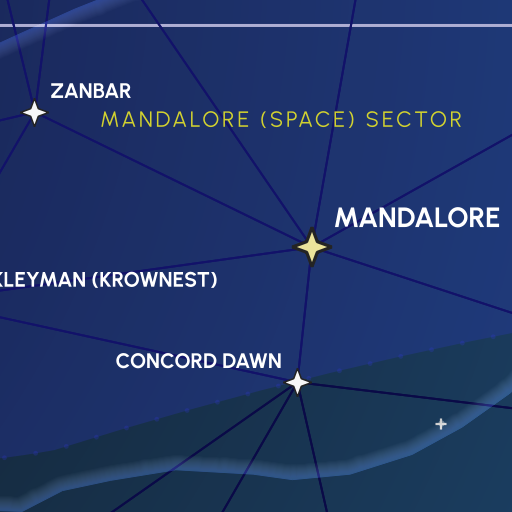 ZANBAR
MANDALORE (SPACE) SECTOR
MANDALORE
KLEYMAN (KROWNEST)
CONCORD DAWN